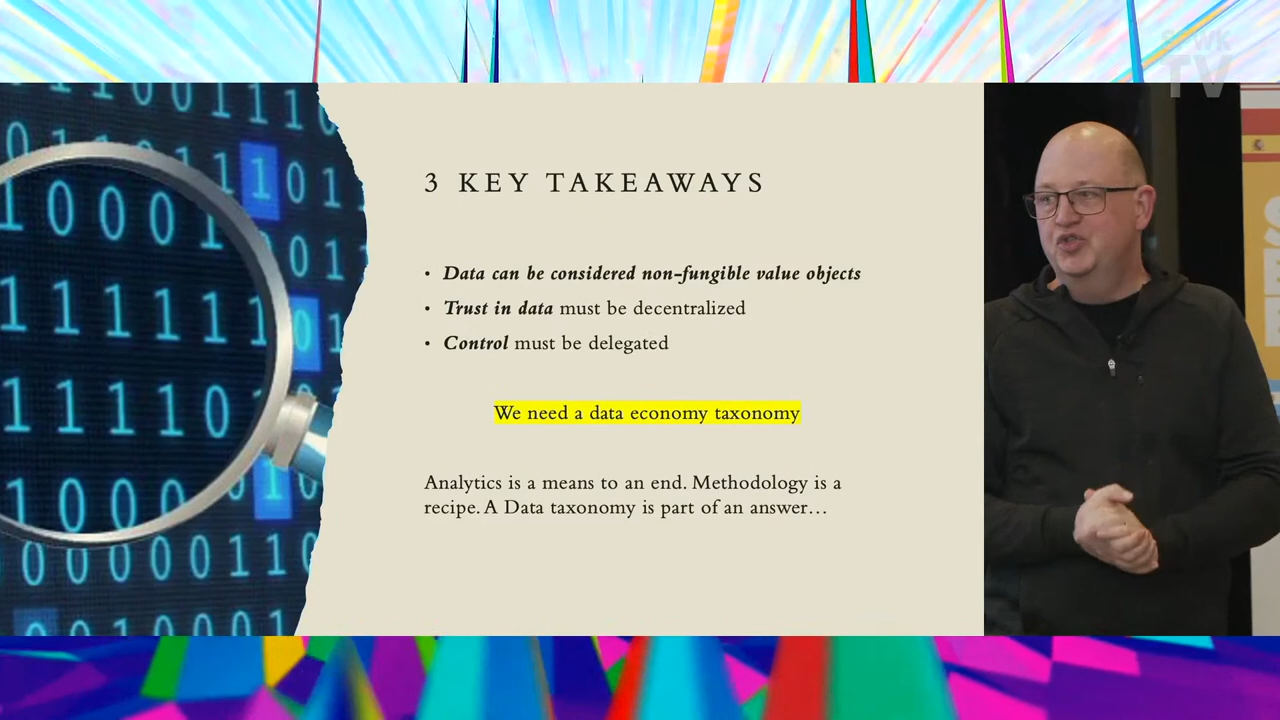 3 KEY TAKEAWAYS
• Data can be considered non-fungible value objects
• Trust in data must be decentralized
• Control must be delegated
We need a data economy taxonomy
Analytics is a means to an end. Methodology is a
recipe. A Data taxonomy is part of an answer…
TV